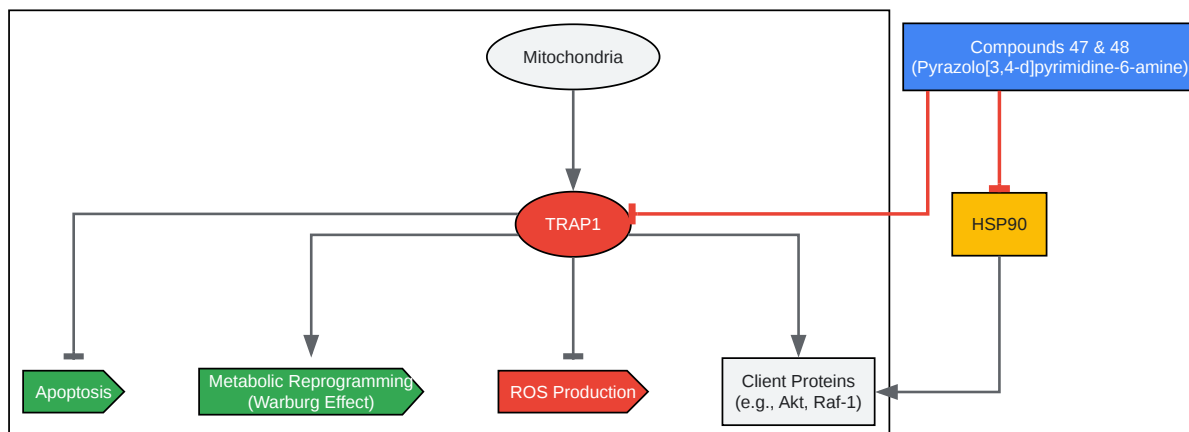 Mitochondria
Compounds 47 & 48
(Pyrazolo[3,4-d]pyrimidine-6-amine)
TRAP1
HSP90
Apoptosis
Metabolic Reprogramming
(Warburg Effect)
ROS Production
Client Proteins
(e.g., Akt, Raf-1)